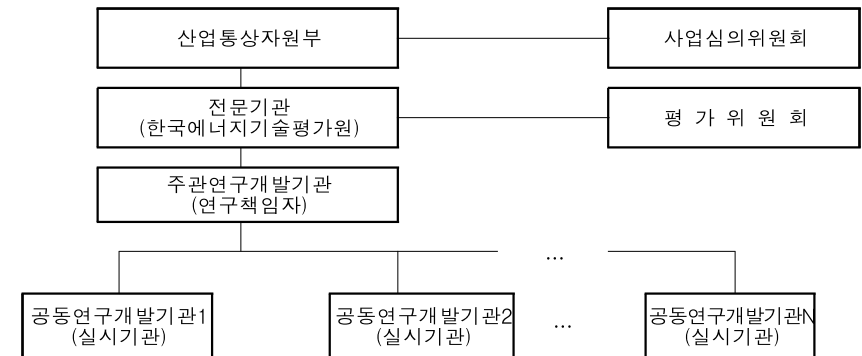 산업통상자원부
사업심의위원회
전문기관
(한국에너지기술평가원)
평 가 위 원 회
주관연구개발기관
(연구책임자)
...
공동연구개발기관1
(실시기관)
공동연구개발기관2
(실시기관)
...
공동연구개발기관N
(실시기관)